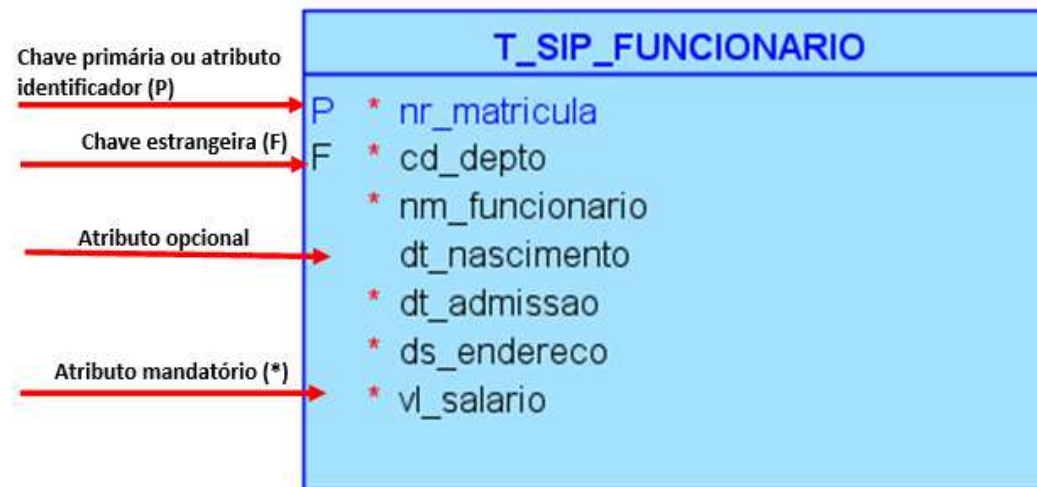 T_SIP_FUNCIONARIO
Chave primária ou atributo
identificador (P)
P * nr_matricula
Chave estrangeira (F)
F * cd_depto
* nm_funcionario
Atributo opcional
dt_nascimento
* dt_admissao
* ds_endereco
Atributo mandatório (*)
* vl_salario